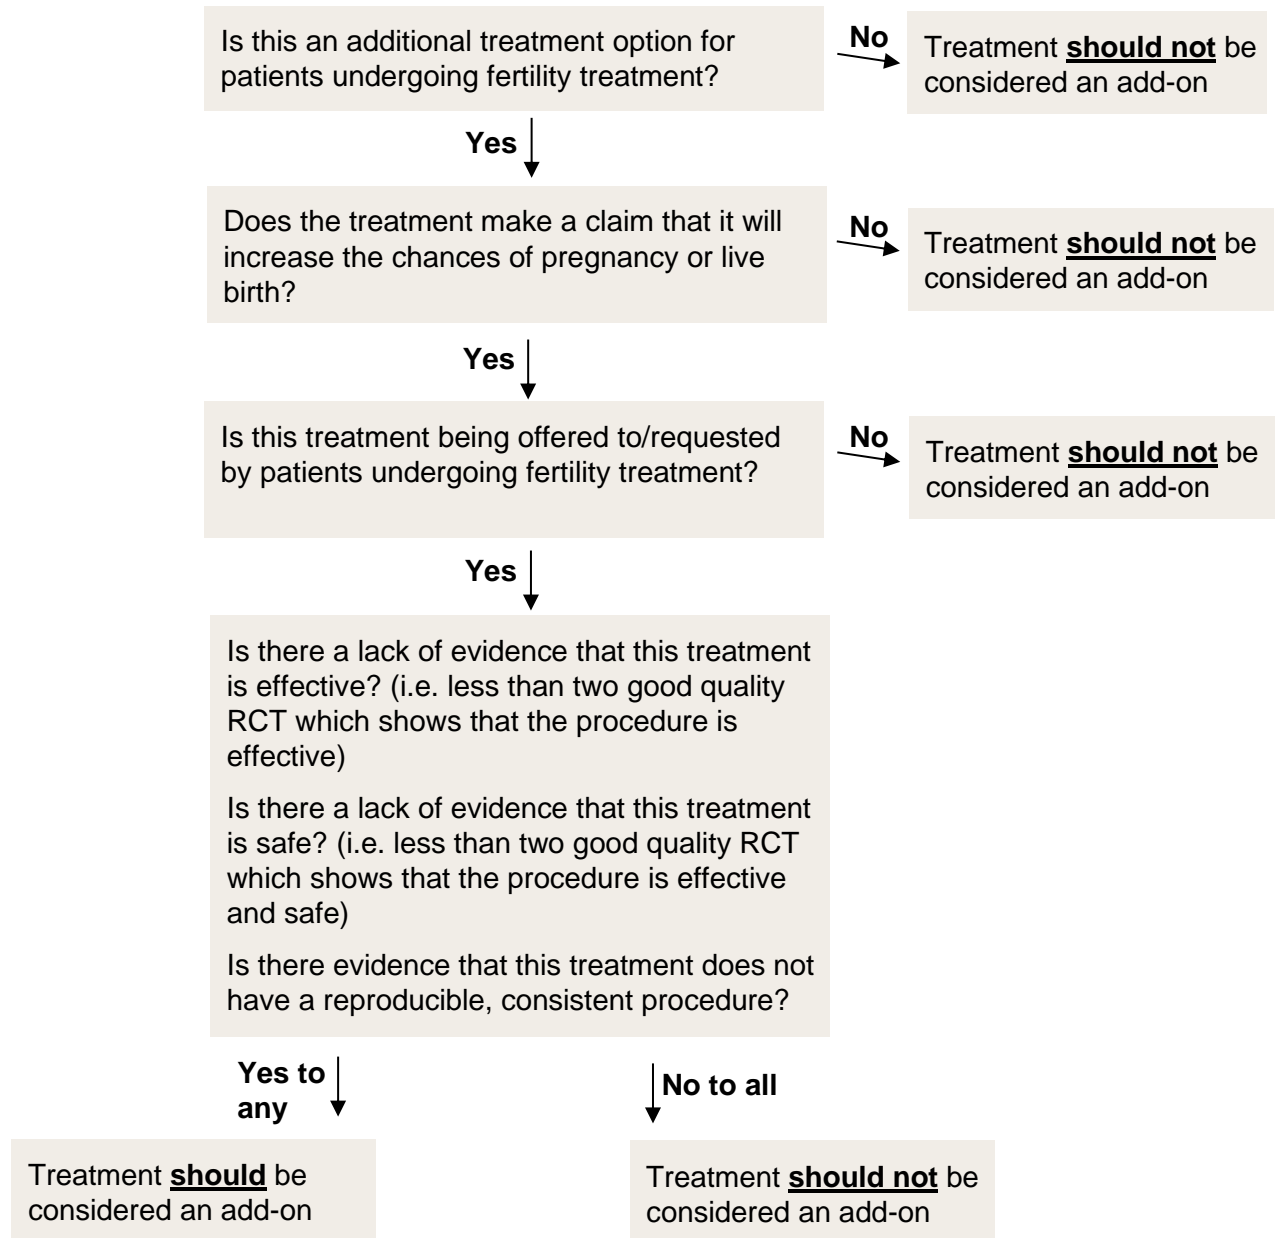 Is this an additional treatment option for
patients undergoing fertility treatment?
No
Treatment should not be
considered an add-on
Yes
Does the treatment make a claim that it will
increase the chances of pregnancy or live
birth?
No
Treatment should not be
considered an add-on
Yes
Is this treatment being offered to/requested
by patients undergoing fertility treatment?
No
Treatment should not be
considered an add-on
Yes
Is there a lack of evidence that this treatment
is effective? (i.e. less than two good quality
RCT which shows that the procedure is
effective)
Is there a lack of evidence that this treatment
is safe? (i.e. less than two good quality RCT
which shows that the procedure is effective
and safe)
Is there evidence that this treatment does not
have a reproducible, consistent procedure?
Yes to
any
No to all
Treatment should be
considered an add-on
Treatment should not be
considered an add-on